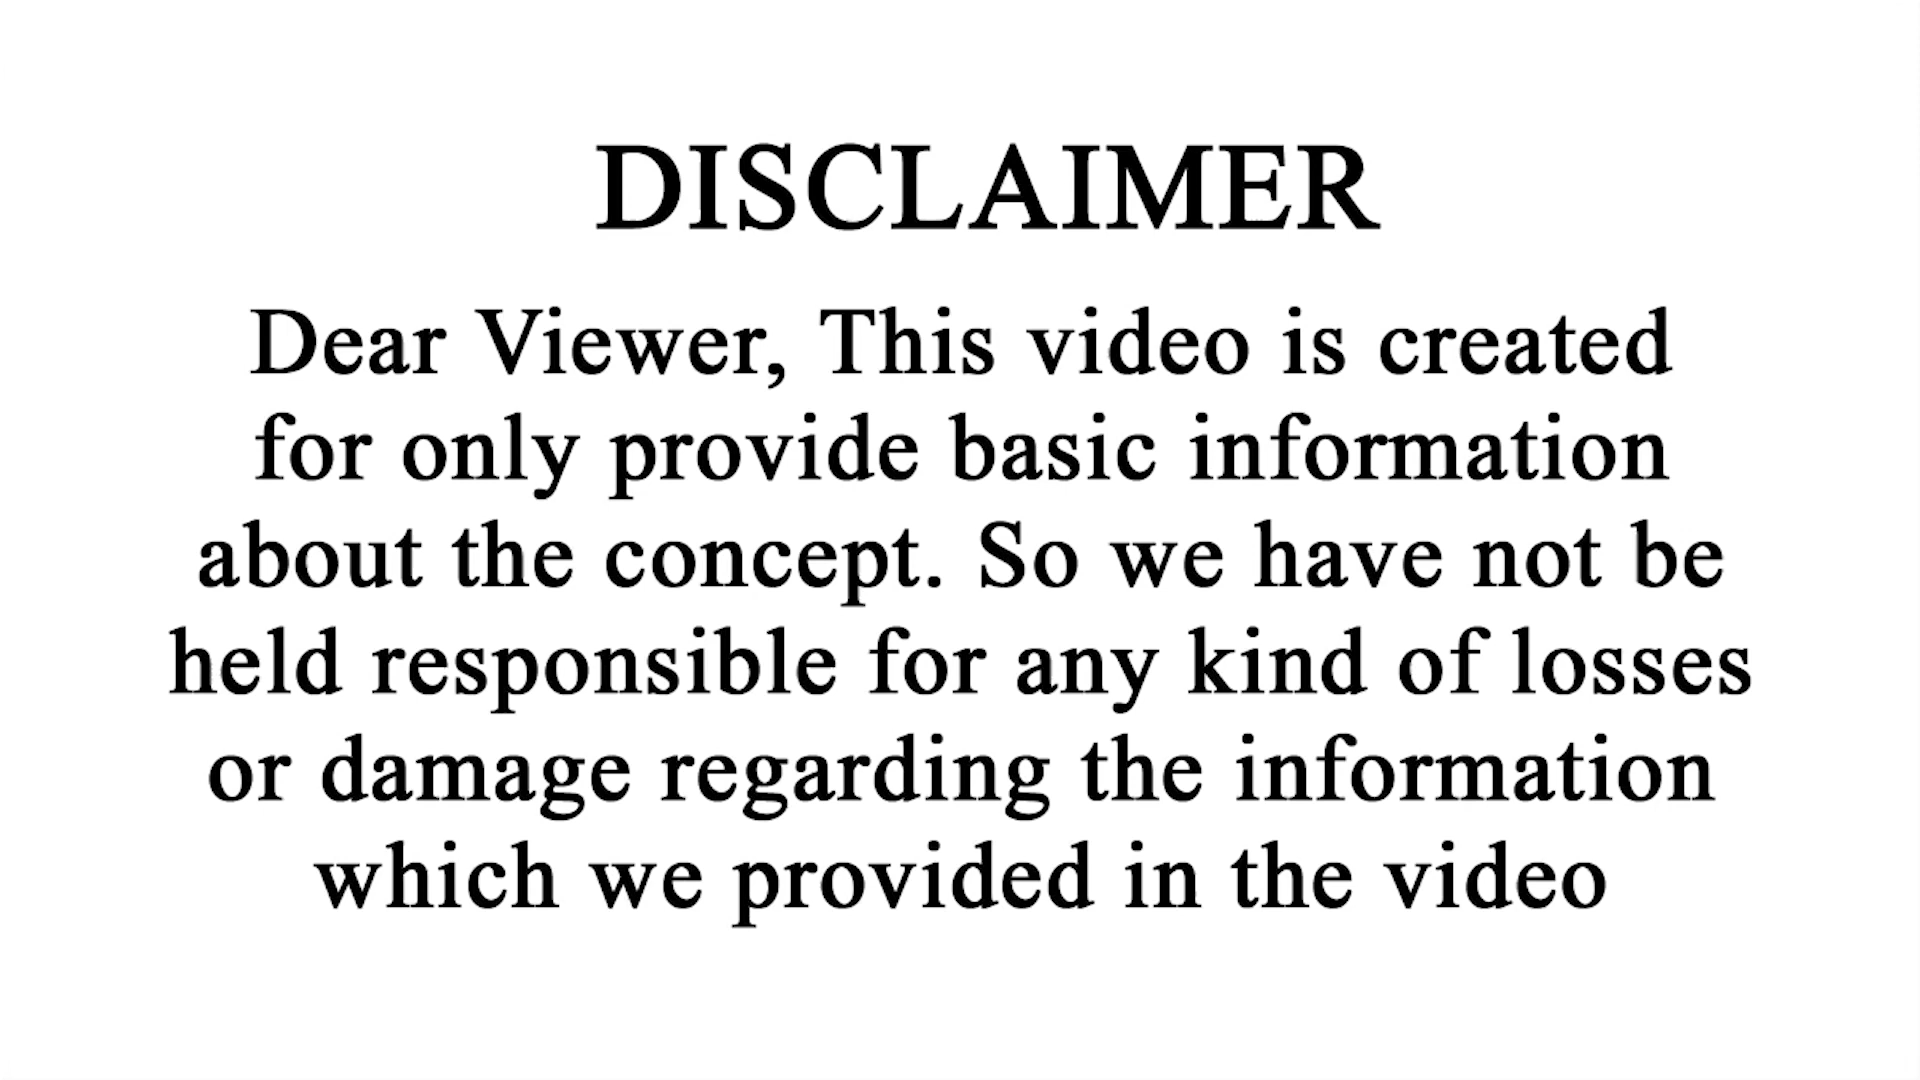 DISCLAIMER
Dear Viewer, This video is created
for only provide basic information
about the concept. So we have not be
held responsible for any kind of losses
or damage regarding the information
which we provided in the video